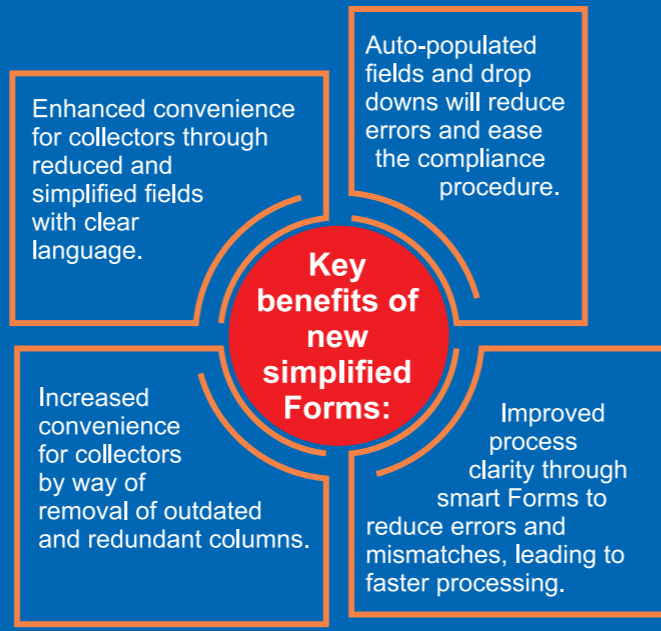 Enhanced convenience
for collectors through
reduced and
simplified fields
with clear
language.
Auto-populated
fields and drop
downs will reduce
errors and ease
the compliance
procedure.
Key
benefits of
new
simplified
Forms:
Increased
convenience
for collectors
by way of
removal of outdated
and redundant columns.
Improved
process
clarity through
smart Forms to
reduce errors and
mismatches, leading to
faster processing.